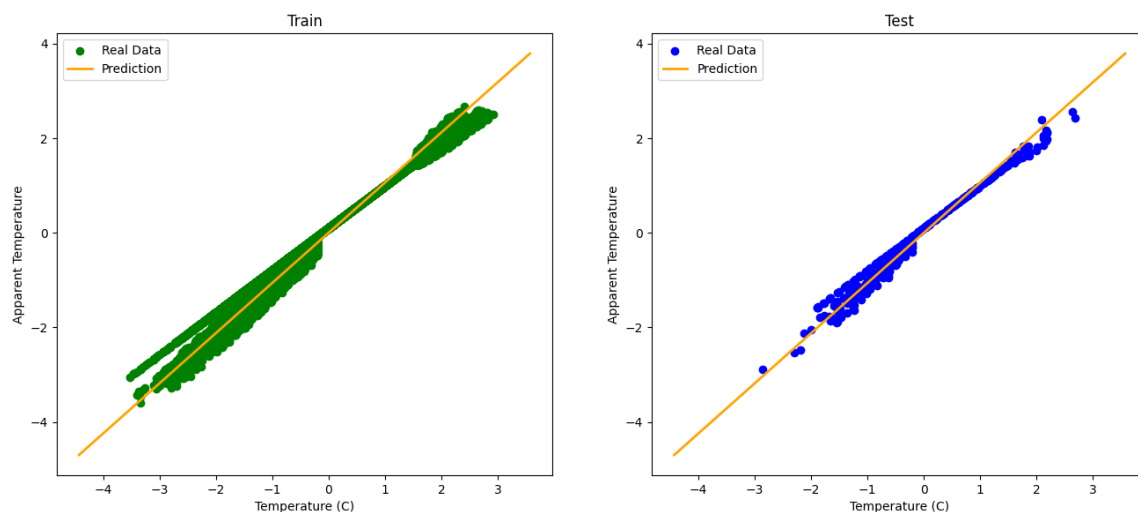 Train
Real Data
Prediction
4
2
0
−2
−4
Apparent Temperature
−4 −3 −2 −1 0 1 2 3
Temperature (C)
Test
Real Data
Prediction
4
2
0
−2
−4
Apparent Temperature
−4 −3 −2 −1 0 1 2 3
Temperature (C)